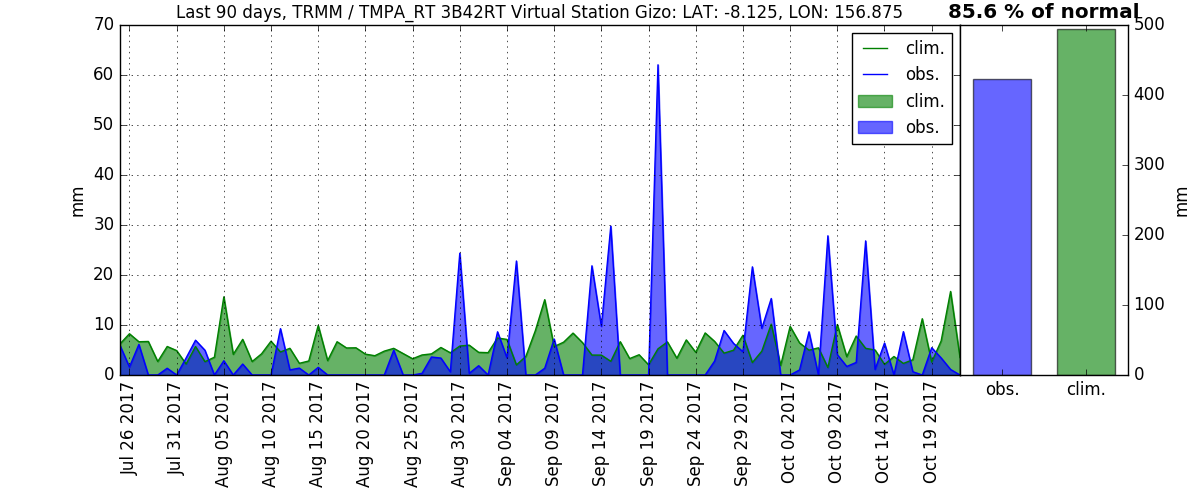 Last 90 days, TRMM / TMPA_RT 3B42RT Virtual Station Gizo: LAT: -8.125, LON: 156.875
85.6 % of normal
clim.
obs.
clim.
obs.
mm
70
60
50
40
30
20
10
0
Jul 26 2017
Jul 31 2017
Aug 05 2017
Aug 10 2017
Aug 15 2017
Aug 20 2017
Aug 25 2017
Aug 30 2017
Sep 04 2017
Sep 09 2017
Sep 14 2017
Sep 19 2017
Sep 24 2017
Sep 29 2017
Oct 04 2017
Oct 09 2017
Oct 14 2017
Oct 19 2017
500
400
300
200
100
0
mm
obs.
clim.